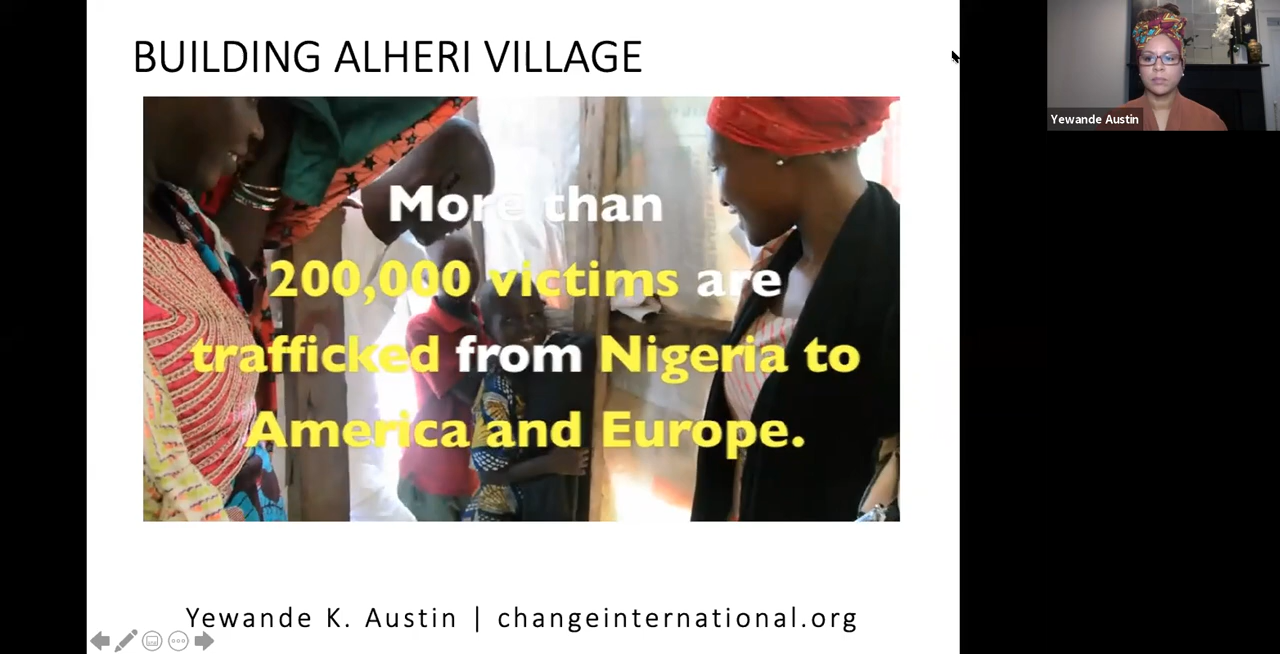 BUILDING ALHERI VILLAGE
More than
200,000 victims are
trafficked from Nigeria to
America and Europe.
Yewande K. Austin | changeinternational.org
Yewande Austin